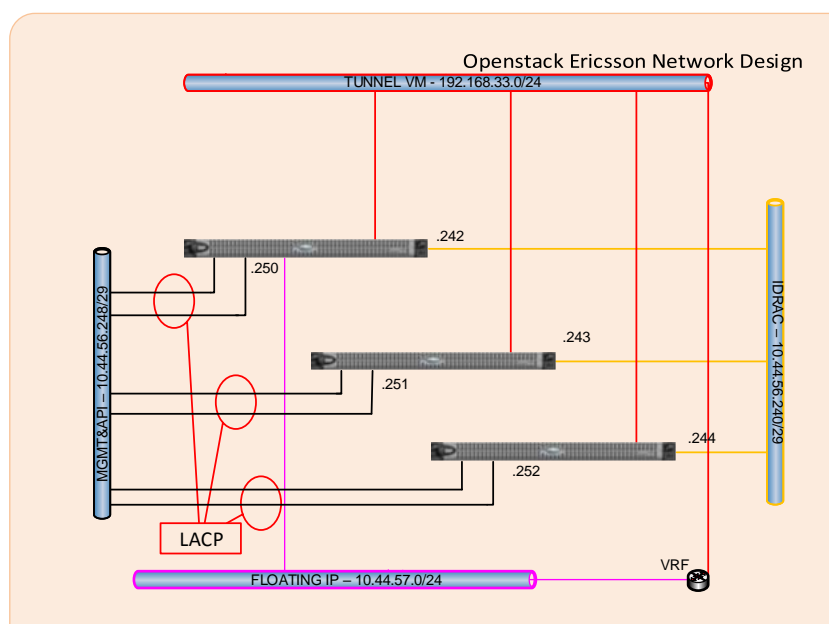 Openstack Ericsson Network Design
TUNNEL VM - 192.168.33.0/24
.242
.250
MGMT&API – 10.44.56.248/29
IDRAC – 10.44.56.240/29
.243
.251
.244
.252
LACP
VRF
FLOATING IP – 10.44.57.0/24